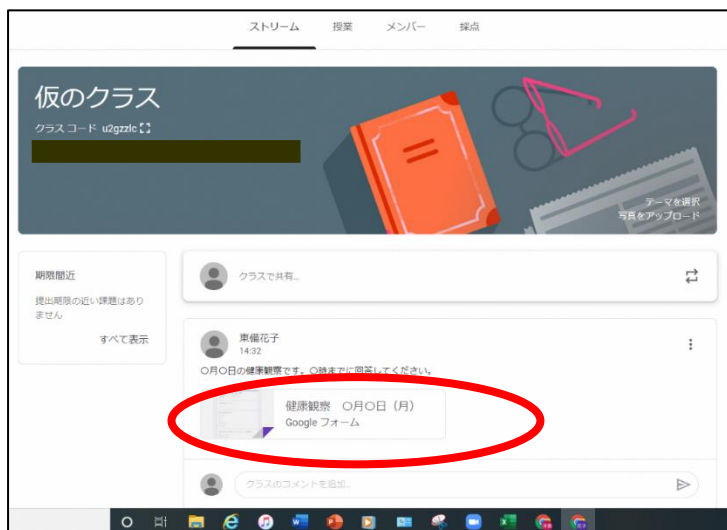 ストリーム 授業 メンバー 採点
仮のクラス
クラス コード u2gzzlc
テーマを選択
写真をアップロード
期限間近
提出期限の近い課題はあり
ません
すべて表示
クラスで共有...
東備花子
14:32
〇月〇日の健康観察です。〇時までに回答してください。
健康観察 〇月〇日（月）
Google フォーム
クラスのコメントを追加...